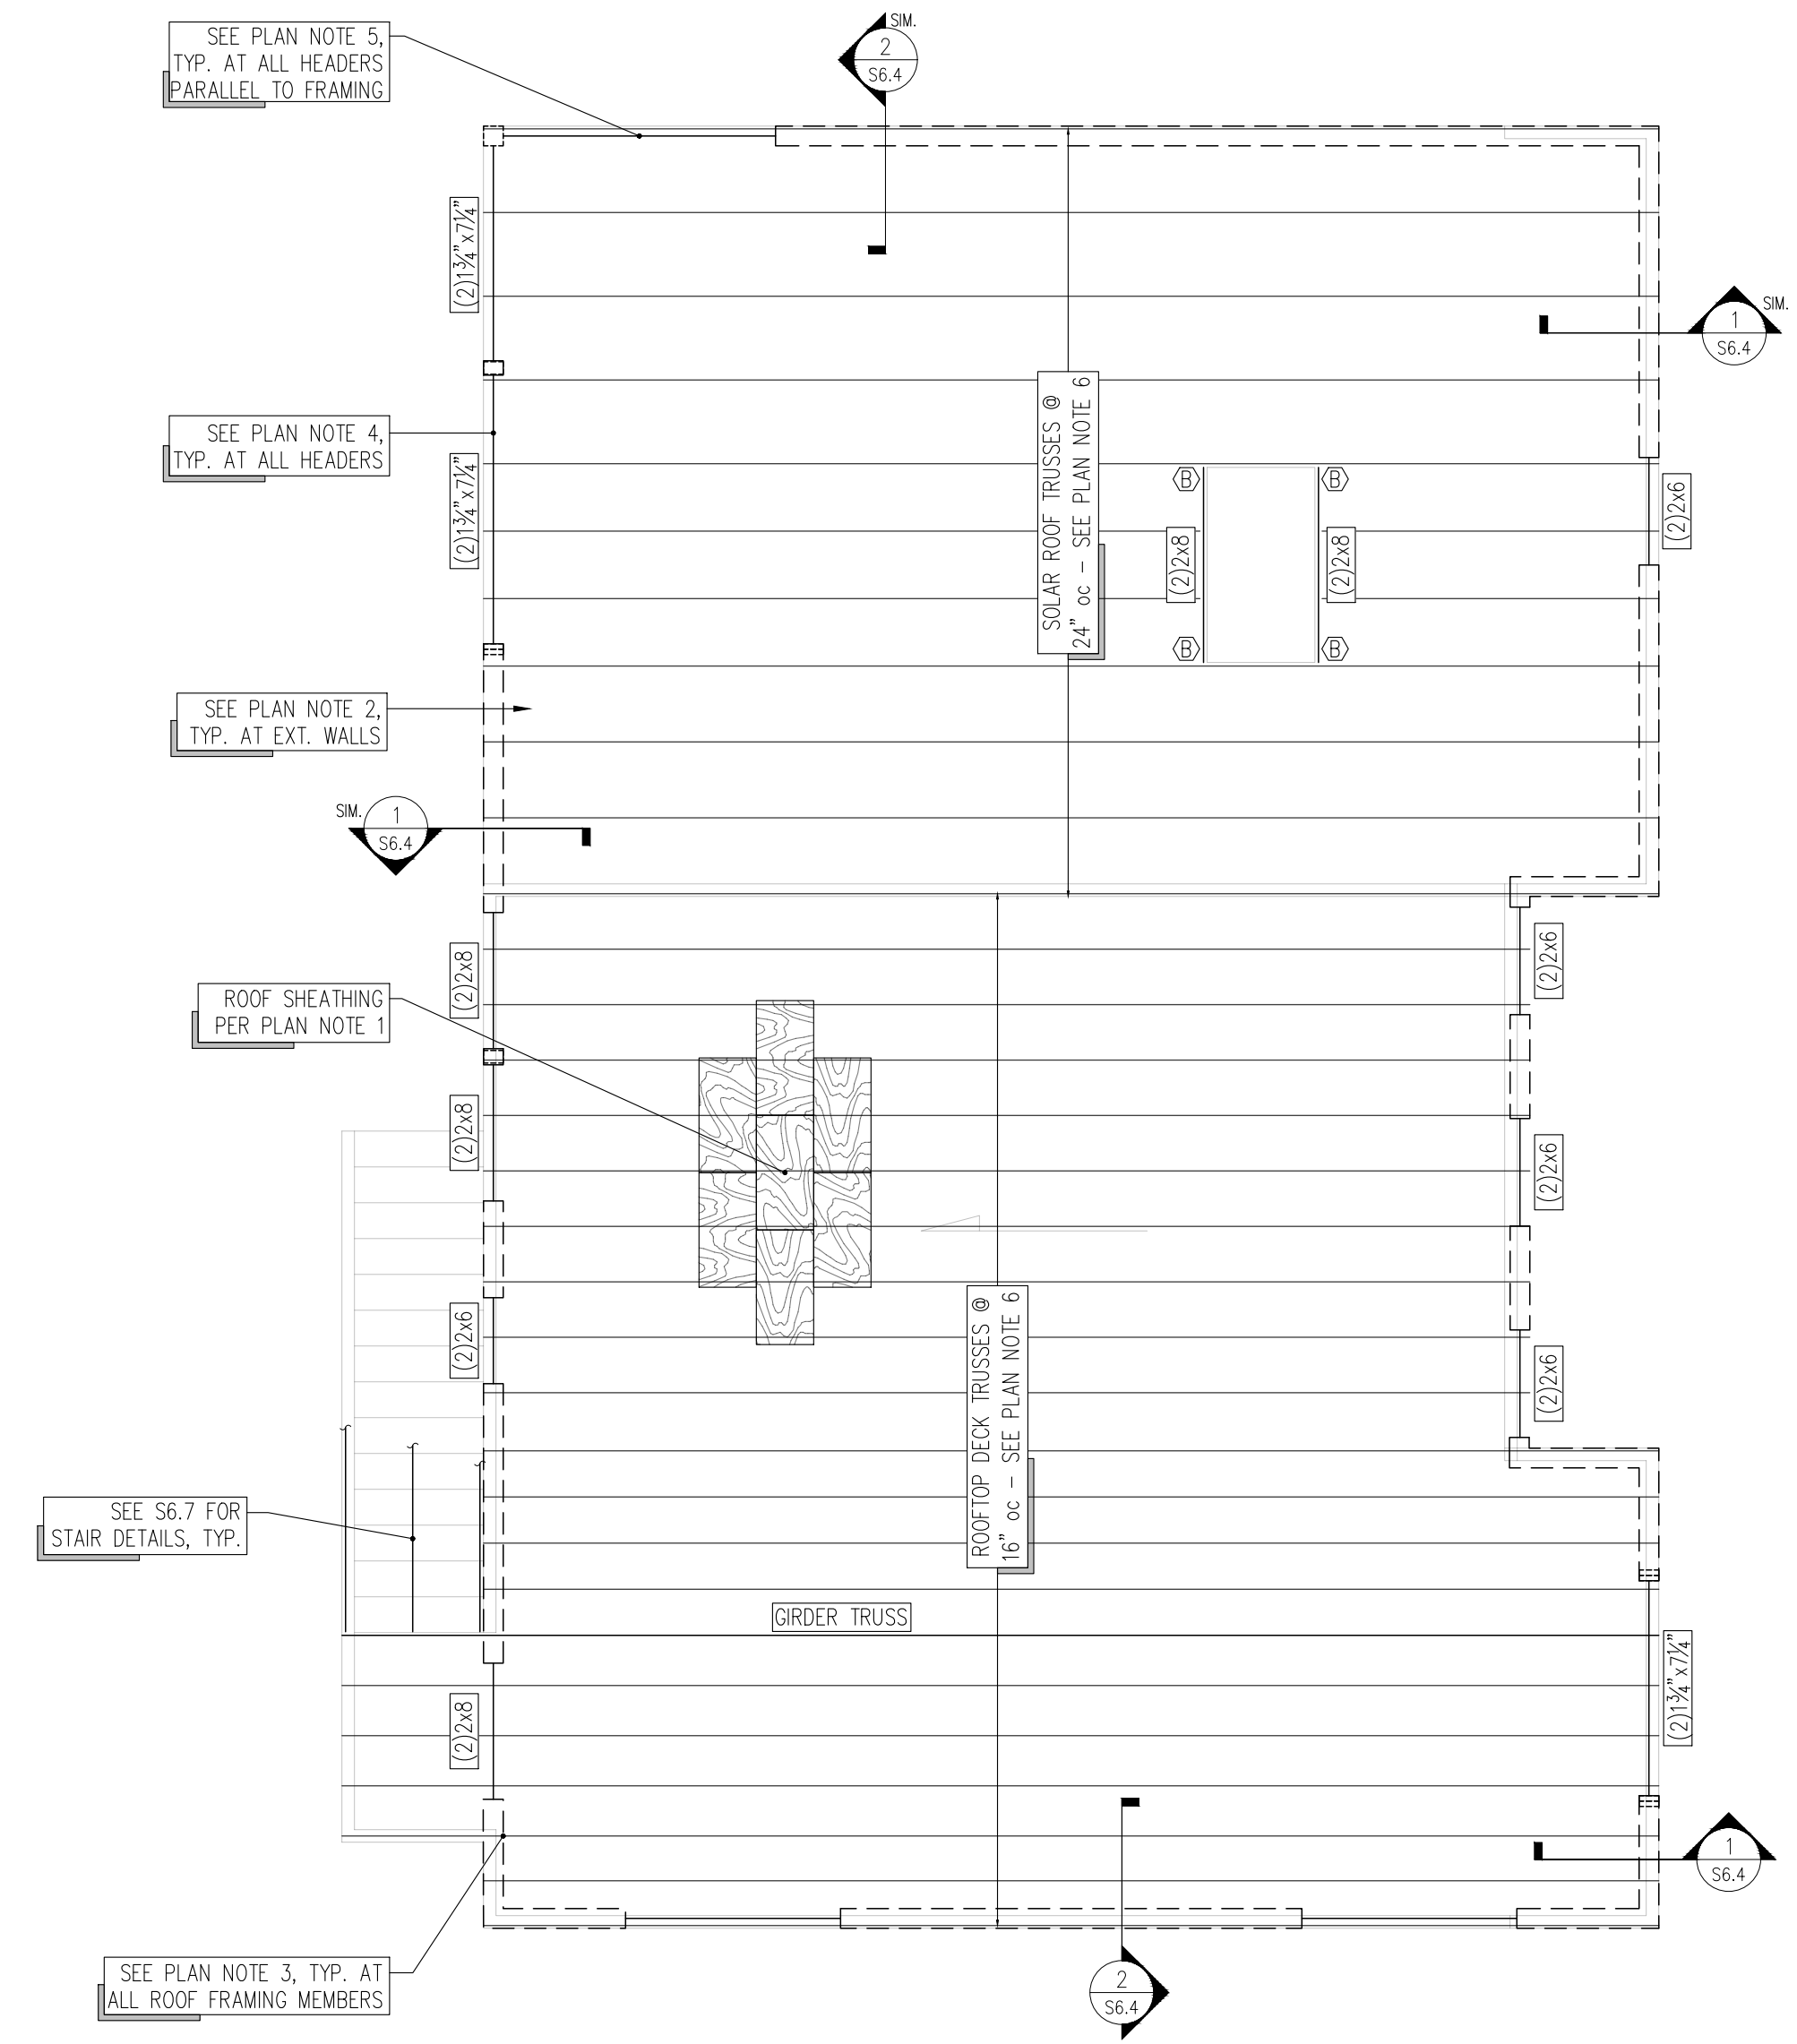 SEE PLAN NOTE 5,
TYP. AT ALL HEADERS
PARALLEL TO FRAMING
SIM.
2
S6.4
(2)1¾"x7¼"
SIM.
1
S6.4
SEE PLAN NOTE 4,
TYP. AT ALL HEADERS
(2)1¾"x7¼"
SOLAR ROOF TRUSSES @
24" oc – SEE PLAN NOTE 6
B
B
(2)2x8
(2)2x8
B
B
(2)2x6
SEE PLAN NOTE 2,
TYP. AT EXT. WALLS
SIM.
1
S6.4
(2)2x8
(2)2x6
ROOF SHEATHING
PER PLAN NOTE 1
(2)2x8
(2)2x6
(2)2x6
(2)2x6
ROOFTOP DECK TRUSSES @
16" oc – SEE PLAN NOTE 6
SEE S6.7 FOR
STAIR DETAILS, TYP.
GIRDER TRUSS
(2)2x8
(2)1¾"x7¼"
1
S6.4
SEE PLAN NOTE 3, TYP. AT
ALL ROOF FRAMING MEMBERS
2
S6.4